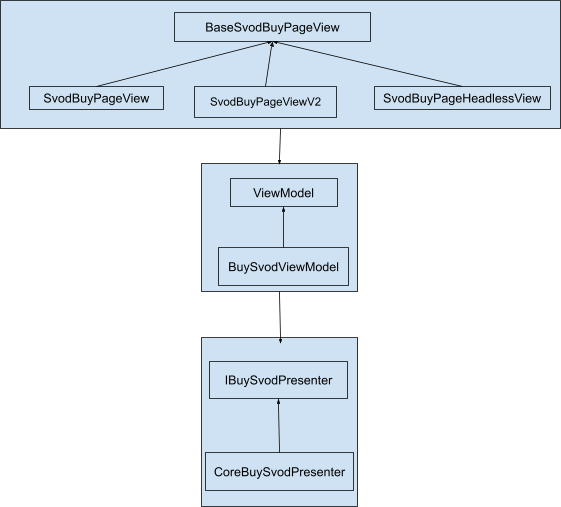 BaseSvodBuyPageView
SvodBuyPageView
SvodBuyPageViewV2
SvodBuyPageHeadlessView
ViewModel
BuySvodViewModel
IBuySvodPresenter
CoreBuySvodPresenter